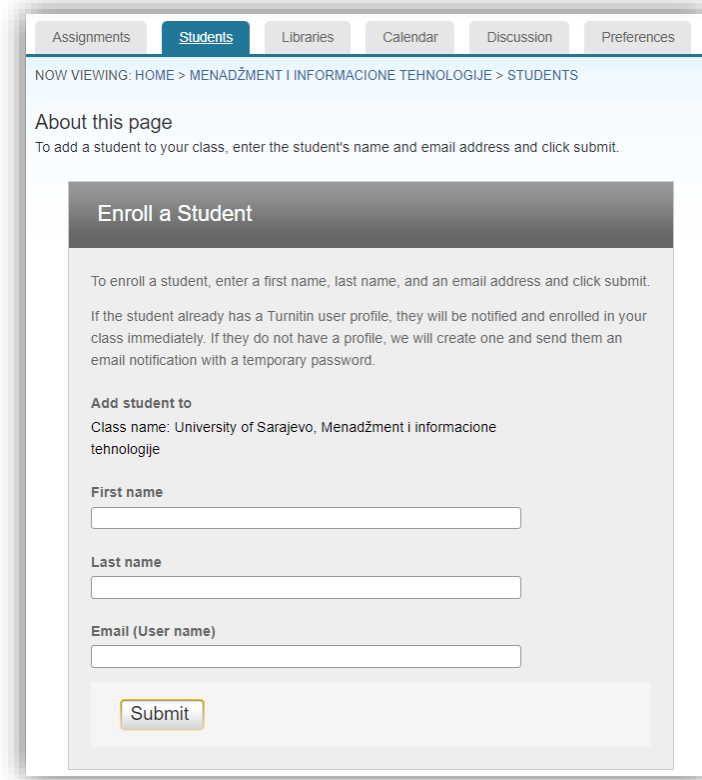 Assignments Students Libraries Calendar Discussion Preferences
NOW VIEWING: HOME > MENADŽMENT I INFORMACIONE TEHNOLOGIJE > STUDENTS
About this page
To add a student to your class, enter the student's name and email address and click submit.
Enroll a Student
To enroll a student, enter a first name, last name, and an email address and click submit.
If the student already has a Turnitin user profile, they will be notified and enrolled in your
class immediately. If they do not have a profile, we will create one and send them an
email notification with a temporary password.
Add student to
Class name: University of Sarajevo, Menadžment i informacione
tehnologije
First name
Last name
Email (User name)
Submit